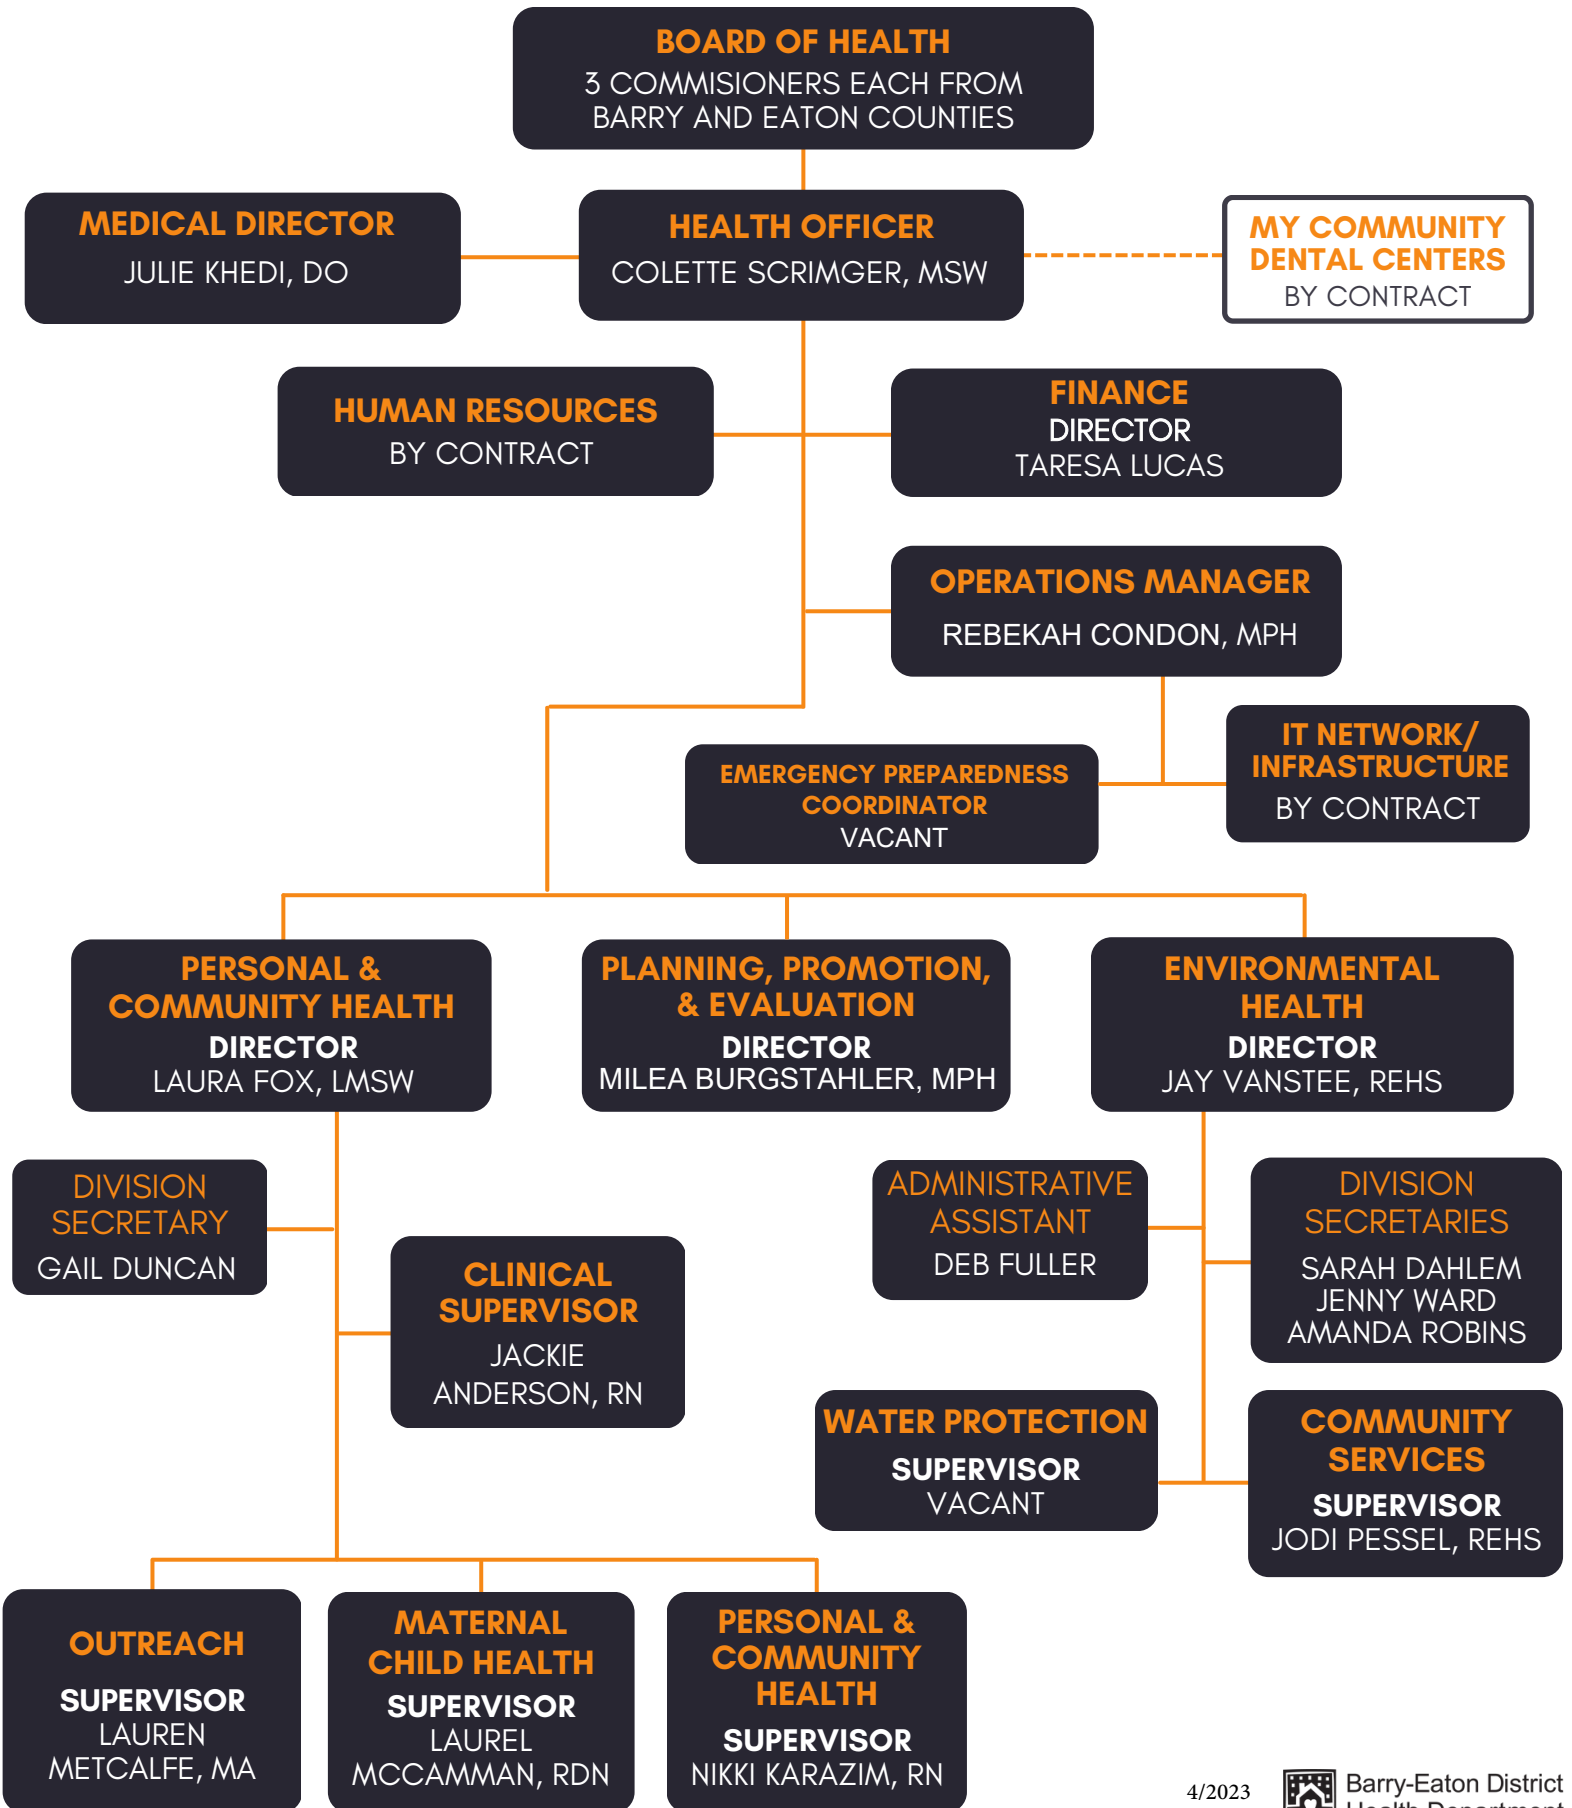 BOARD OF HEALTH
3 COMMISIONERS EACH FROM
BARRY AND EATON COUNTIES
MEDICAL DIRECTOR
JULIE KHEDI, DO
HEALTH OFFICER
COLETTE SCRIMGER, MSW
MY COMMUNITY
DENTAL CENTERS
BY CONTRACT
HUMAN RESOURCES
BY CONTRACT
FINANCE
DIRECTOR
TARESA LUCAS
OPERATIONS MANAGER
REBEKAH CONDON, MPH
EMERGENCY PREPAREDNESS
COORDINATOR
VACANT
IT NETWORK/
INFRASTRUCTURE
BY CONTRACT
PERSONAL &
COMMUNITY HEALTH
DIRECTOR
LAURA FOX, LMSW
PLANNING, PROMOTION,
& EVALUATION
DIRECTOR
MILEA BURGSTAHLER, MPH
ENVIRONMENTAL
HEALTH
DIRECTOR
JAY VANSTEE, REHS
DIVISION
SECRETARY
GAIL DUNCAN
CLINICAL
SUPERVISOR
JACKIE
ANDERSON, RN
ADMINISTRATIVE
ASSISTANT
DEB FULLER
DIVISION
SECRETARIES
SARAH DAHLEM
JENNY WARD
AMANDA ROBINS
WATER PROTECTION
SUPERVISOR
VACANT
COMMUNITY
SERVICES
SUPERVISOR
JODI PESSEL, REHS
OUTREACH
SUPERVISOR
LAUREN
METCALFE, MA
MATERNAL
CHILD HEALTH
SUPERVISOR
LAUREL
MCCAMMAN, RDN
PERSONAL &
COMMUNITY
HEALTH
SUPERVISOR
NIKKI KARAZIM, RN
4/2023
Barry-Eaton District
Health Department